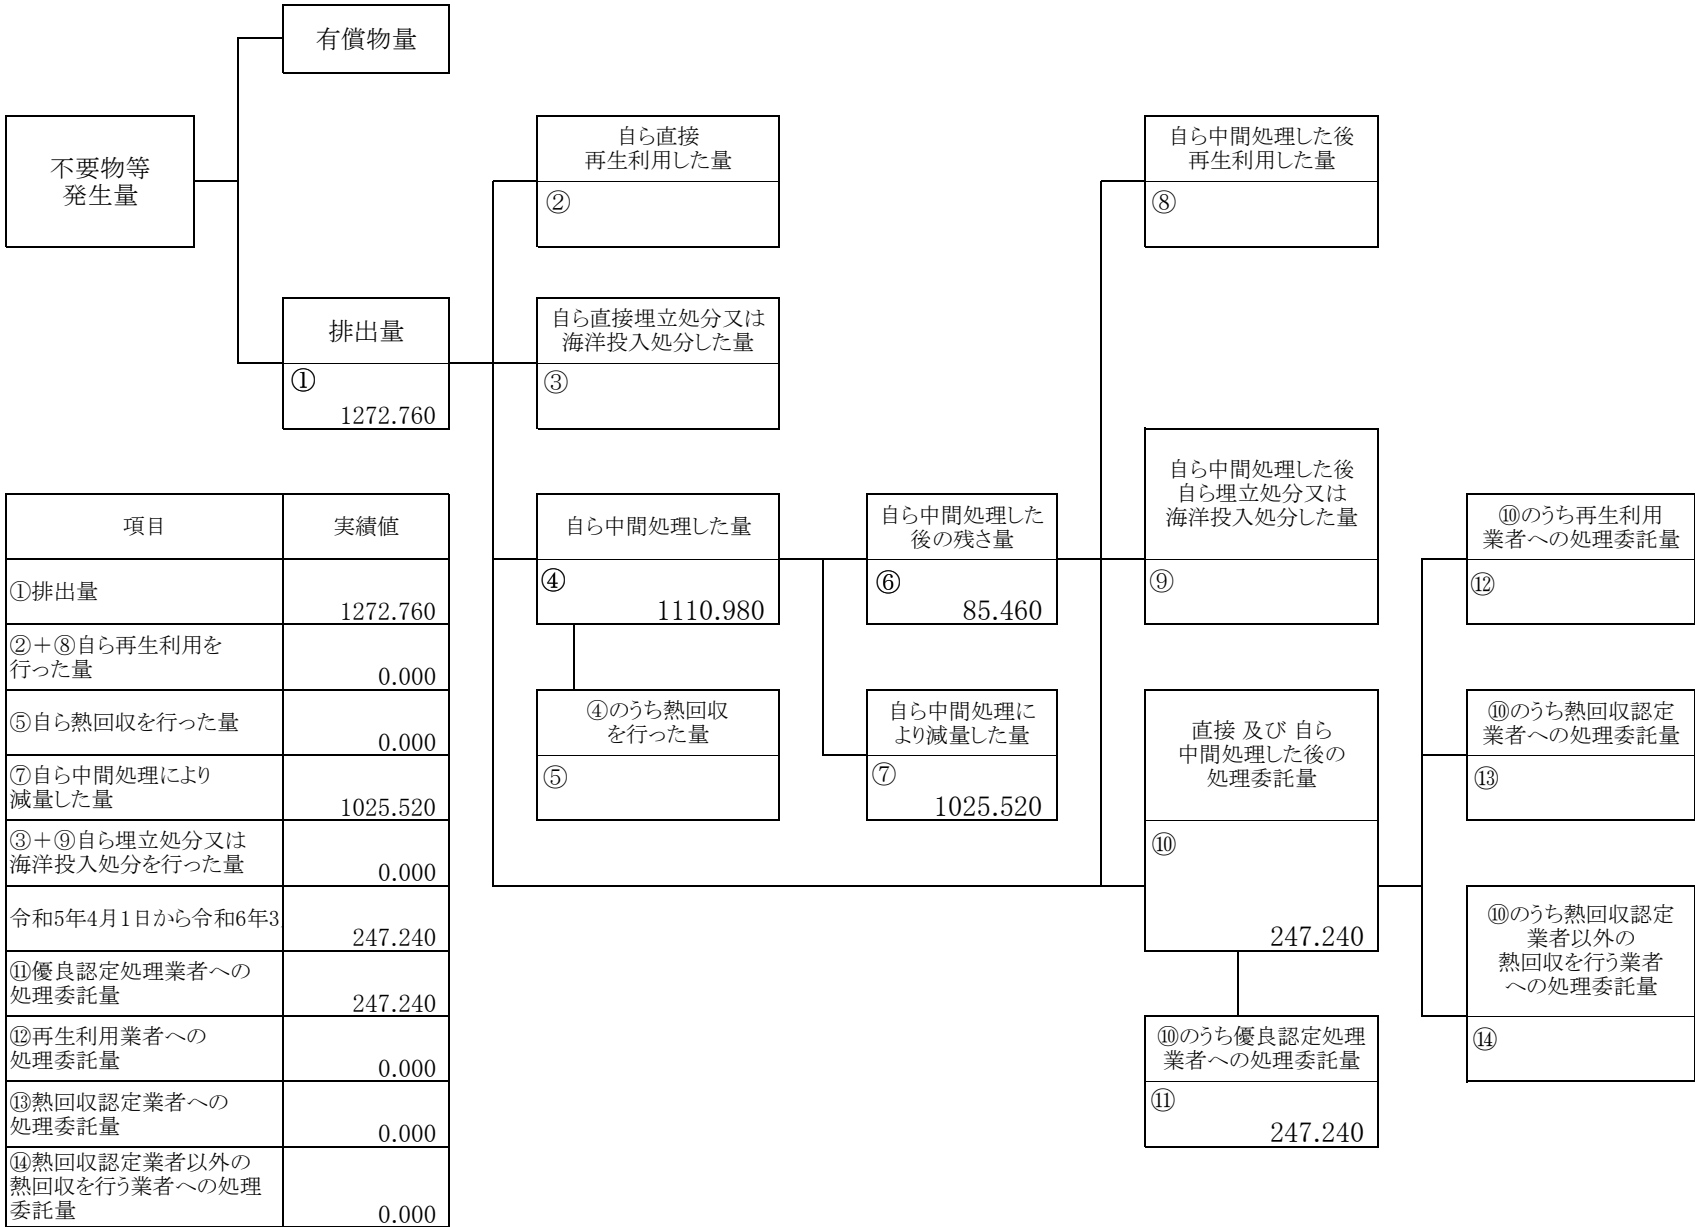 有償物量
不要物等
発生量
排出量
①
1272.760
自ら直接
再生利用した量
②
自ら直接埋立処分又は
海洋投入処分した量
③
自ら中間処理した量
④
1110.980
④のうち熱回収
を行った量
⑤
自ら中間処理した
後の残さ量
⑥
85.460
自ら中間処理に
より減量した量
⑦
1025.520
自ら中間処理した後
再生利用した量
⑧
自ら中間処理した後
自ら埋立処分又は
海洋投入処分した量
⑨
直接 及び 自ら
中間処理した後の
処理委託量
⑩
247.240
⑩のうち優良認定処理
業者への処理委託量
⑪
247.240
⑩のうち再生利用
業者への処理委託量
⑫
⑩のうち熱回収認定
業者への処理委託量
⑬
⑩のうち熱回収認定
業者以外の
熱回収を行う業者
への処理委託量
⑭
項目 実績値
①排出量
1272.760
②+⑧自ら再生利用を
行った量
0.000
⑤自ら熱回収を行った量
0.000
⑦自ら中間処理により
減量した量
1025.520
③+⑨自ら埋立処分又は
海洋投入処分を行った量
0.000
令和5年4月1日から令和6年3
247.240
⑪優良認定処理業者への
処理委託量
247.240
⑫再生利用業者への
処理委託量
0.000
⑬熱回収認定業者への
処理委託量
0.000
⑭熱回収認定業者以外の
熱回収を行う業者への処理
委託量
0.000